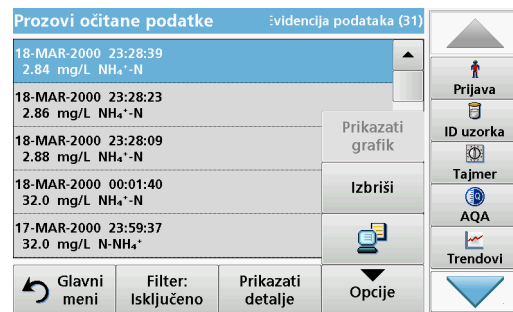 Prozovi očitane podatke
Evidencija podataka (31)
18-MAR-2000 23:28:39
2.84 mg/L NH₄⁺-N
18-MAR-2000 23:28:23
2.86 mg/L NH₄⁺-N
18-MAR-2000 23:28:09
2.88 mg/L NH₄⁺-N
18-MAR-2000 00:01:40
32.0 mg/L NH₄⁺-N
17-MAR-2000 23:59:37
32.0 mg/L N-NH₄⁺
Prikazati
grafik
Izbriši
Glavni
meni
Filter:
Isključeno
Prikazati
detalje
Opcije
Prijava
ID uzorka
Tajmer
AQA
Trendovi